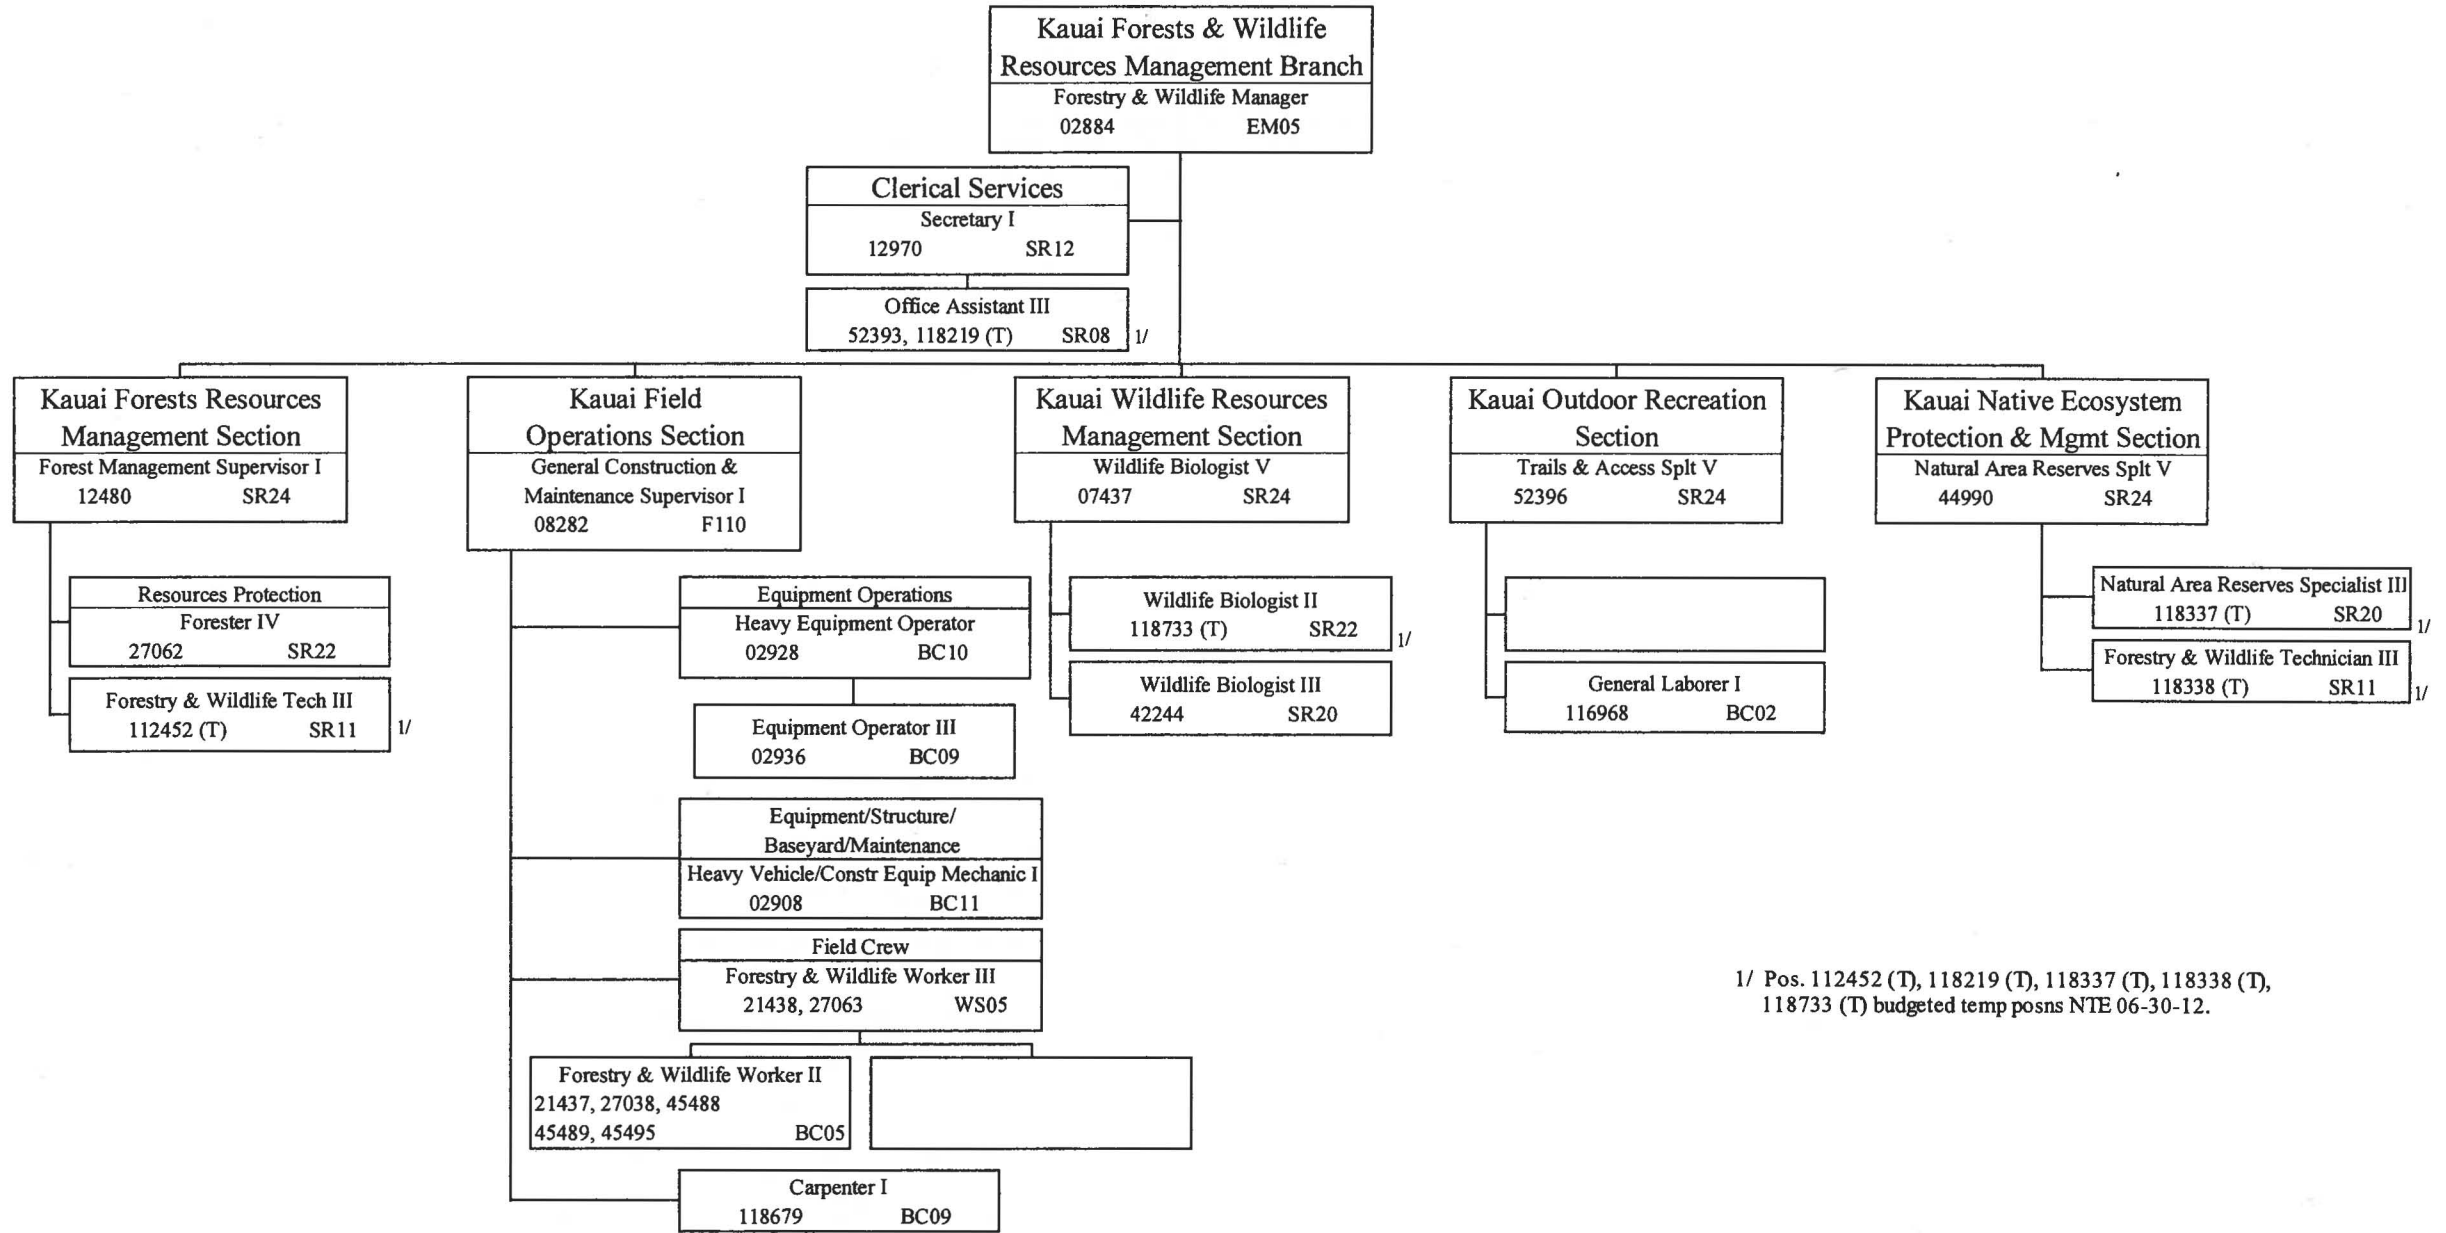 Kauai Forests & Wildlife
Resources Management Branch
Forestry & Wildlife Manager
02884 EM05
Clerical Services
Secretary I
12970 SR12
Office Assistant III
52393, 118219 (T) SR08 1/
Kauai Forests Resources
Management Section
Forest Management Supervisor I
12480 SR24
Resources Protection
Forester IV
27062 SR22
Forestry & Wildlife Tech III
112452 (T) SR11 1/
Kauai Field
Operations Section
General Construction &
Maintenance Supervisor I
08282 F110
Equipment Operations
Heavy Equipment Operator
02928 BC10
Equipment Operator III
02936 BC09
Equipment/Structure/
Baseyard/Maintenance
Heavy Vehicle/Constr Equip Mechanic I
02908 BC11
Field Crew
Forestry & Wildlife Worker III
21438, 27063 WS05
Forestry & Wildlife Worker II
21437, 27038, 45488
45489, 45495 BC05
Carpenter I
118679 BC09
Kauai Wildlife Resources
Management Section
Wildlife Biologist V
07437 SR24
Wildlife Biologist II
118733 (T) SR22 1/
Wildlife Biologist III
42244 SR20
Kauai Outdoor Recreation
Section
Trails & Access Splt V
52396 SR24
General Laborer I
116968 BC02
Kauai Native Ecosystem
Protection & Mgmt Section
Natural Area Reserves Splt V
44990 SR24
Natural Area Reserves Specialist III
118337 (T) SR20 1/
Forestry & Wildlife Technician III
118338 (T) SR11 1/
1/ Pos. 112452 (T), 118219 (T), 118337 (T), 118338 (T),
118733 (T) budgeted temp posns NTE 06-30-12.